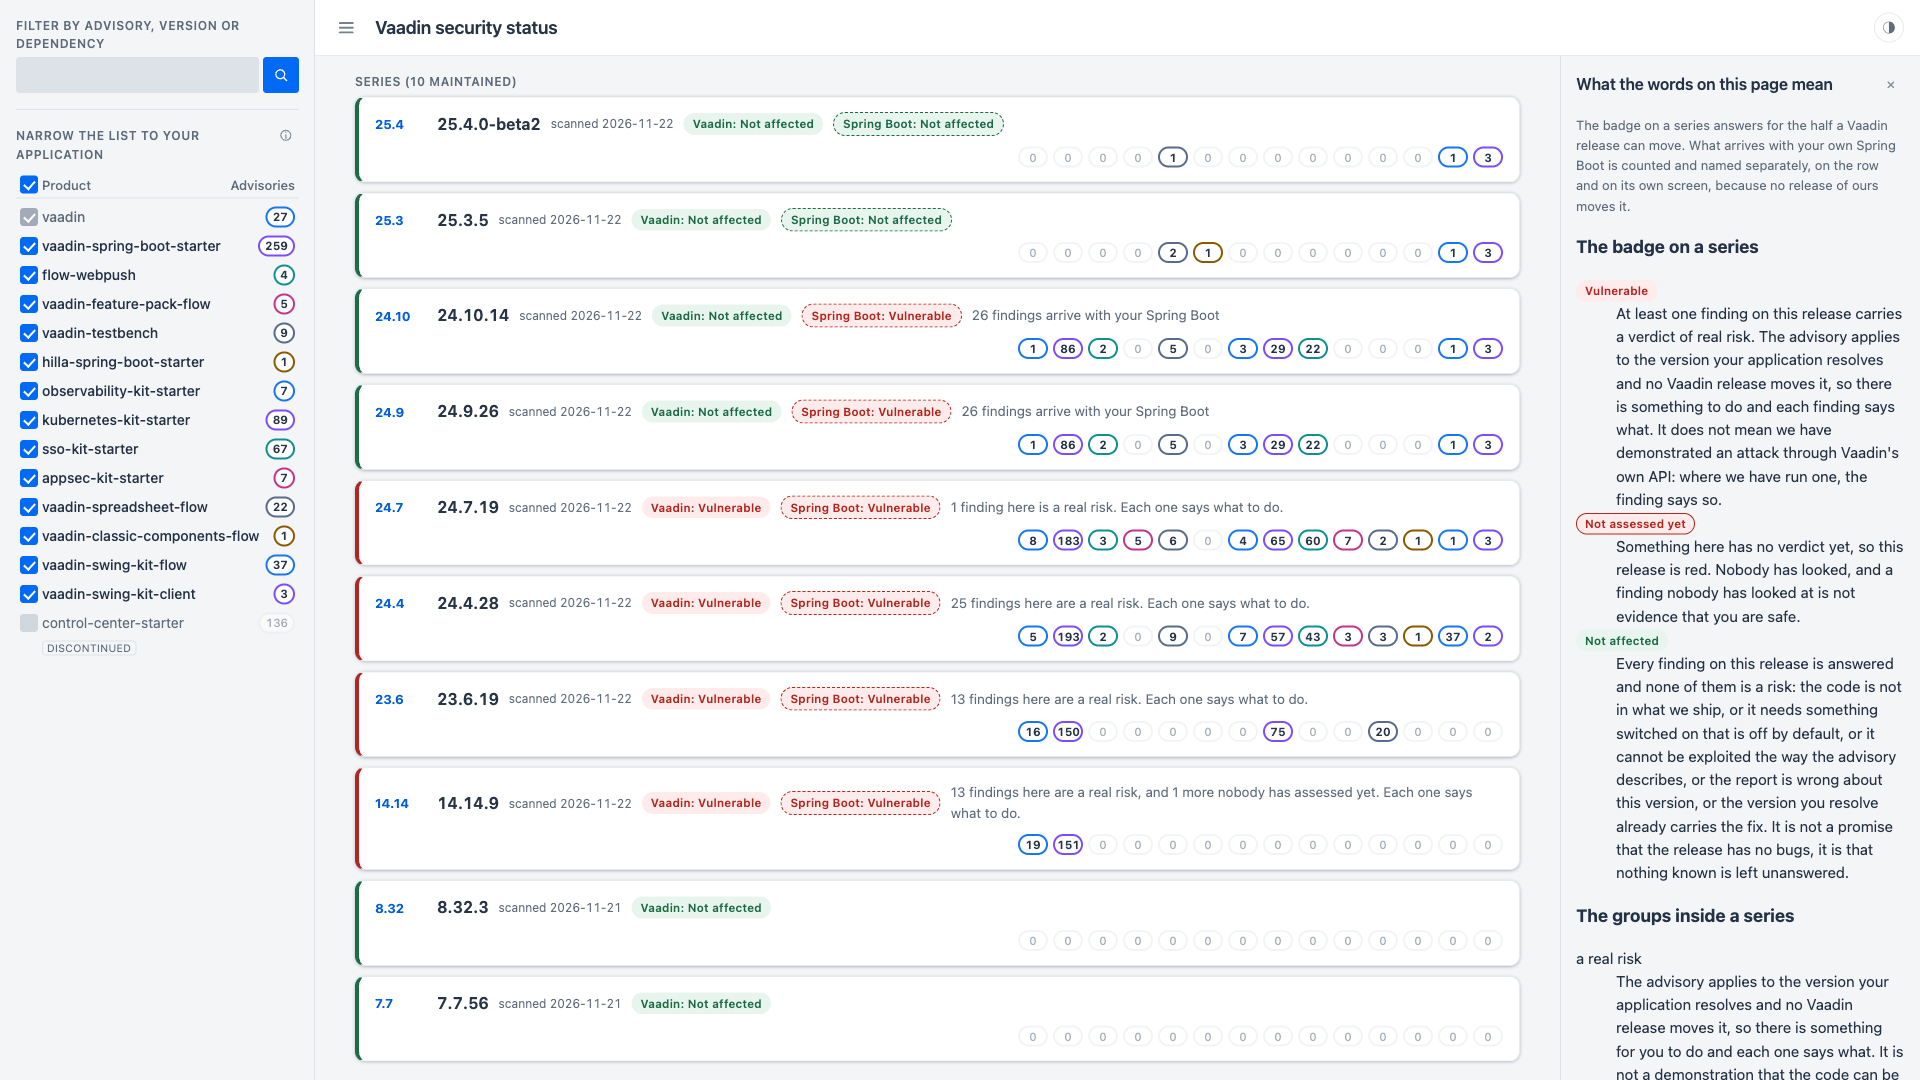 FILTER BY ADVISORY, VERSION OR
DEPENDENCY
NARROW THE LIST TO YOUR
APPLICATION
Product Advisories
vaadin 27
vaadin-spring-boot-starter 259
flow-webpush 4
vaadin-feature-pack-flow 5
vaadin-testbench 9
hilla-spring-boot-starter 1
observability-kit-starter 7
kubernetes-kit-starter 89
sso-kit-starter 67
appsec-kit-starter 7
vaadin-spreadsheet-flow 22
vaadin-classic-components-flow 1
vaadin-swing-kit-flow 37
vaadin-swing-kit-client 3
control-center-starter 136
DISCONTINUED
Vaadin security status
SERIES (10 MAINTAINED)
25.4 25.4.0-beta2 scanned 2026-11-22 Vaadin: Not affected Spring Boot: Not affected
0 0 0 0 1 0 0 0 0 0 0 0 1 3
25.3 25.3.5 scanned 2026-11-22 Vaadin: Not affected Spring Boot: Not affected
0 0 0 0 2 1 0 0 0 0 0 0 1 3
24.10 24.10.14 scanned 2026-11-22 Vaadin: Not affected Spring Boot: Vulnerable 26 findings arrive with your Spring Boot
1 86 2 0 5 0 3 29 22 0 0 0 1 3
24.9 24.9.26 scanned 2026-11-22 Vaadin: Not affected Spring Boot: Vulnerable 26 findings arrive with your Spring Boot
1 86 2 0 5 0 3 29 22 0 0 0 1 3
24.7 24.7.19 scanned 2026-11-22 Vaadin: Vulnerable Spring Boot: Vulnerable 1 finding here is a real risk. Each one says what to do.
8 183 3 5 6 0 4 65 60 7 2 1 1 3
24.4 24.4.28 scanned 2026-11-22 Vaadin: Vulnerable Spring Boot: Vulnerable 25 findings here are a real risk. Each one says what to do.
5 193 2 0 9 0 7 57 43 3 3 1 37 2
23.6 23.6.19 scanned 2026-11-22 Vaadin: Vulnerable Spring Boot: Vulnerable 13 findings here are a real risk. Each one says what to do.
16 150 0 0 0 0 0 75 0 0 20 0 0 0
14.14 14.14.9 scanned 2026-11-22 Vaadin: Vulnerable Spring Boot: Vulnerable 13 findings here are a real risk, and 1 more nobody has assessed yet. Each one says
what to do.
19 151 0 0 0 0 0 0 0 0 0 0 0 0
8.32 8.32.3 scanned 2026-11-21 Vaadin: Not affected
0 0 0 0 0 0 0 0 0 0 0 0 0 0
7.7 7.7.56 scanned 2026-11-21 Vaadin: Not affected
0 0 0 0 0 0 0 0 0 0 0 0 0 0
What the words on this page mean ×
The badge on a series answers for the half a Vaadin
release can move. What arrives with your own Spring
Boot is counted and named separately, on the row
and on its own screen, because no release of ours
moves it.
The badge on a series
Vulnerable
At least one finding on this release carries
a verdict of real risk. The advisory applies
to the version your application resolves
and no Vaadin release moves it, so there
is something to do and each finding says
what. It does not mean we have
demonstrated an attack through Vaadin's
own API: where we have run one, the
finding says so.
Not assessed yet
Something here has no verdict yet, so this
release is red. Nobody has looked, and a
finding nobody has looked at is not
evidence that you are safe.
Not affected
Every finding on this release is answered
and none of them is a risk: the code is not
in what we ship, or it needs something
switched on that is off by default, or it
cannot be exploited the way the advisory
describes, or the report is wrong about
this version, or the version you resolve
already carries the fix. It is not a promise
that the release has no bugs, it is that
nothing known is left unanswered.
The groups inside a series
a real risk
The advisory applies to the version your
application resolves and no Vaadin
release moves it, so there is something
for you to do and each one says what. It is
not a demonstration that the code can be